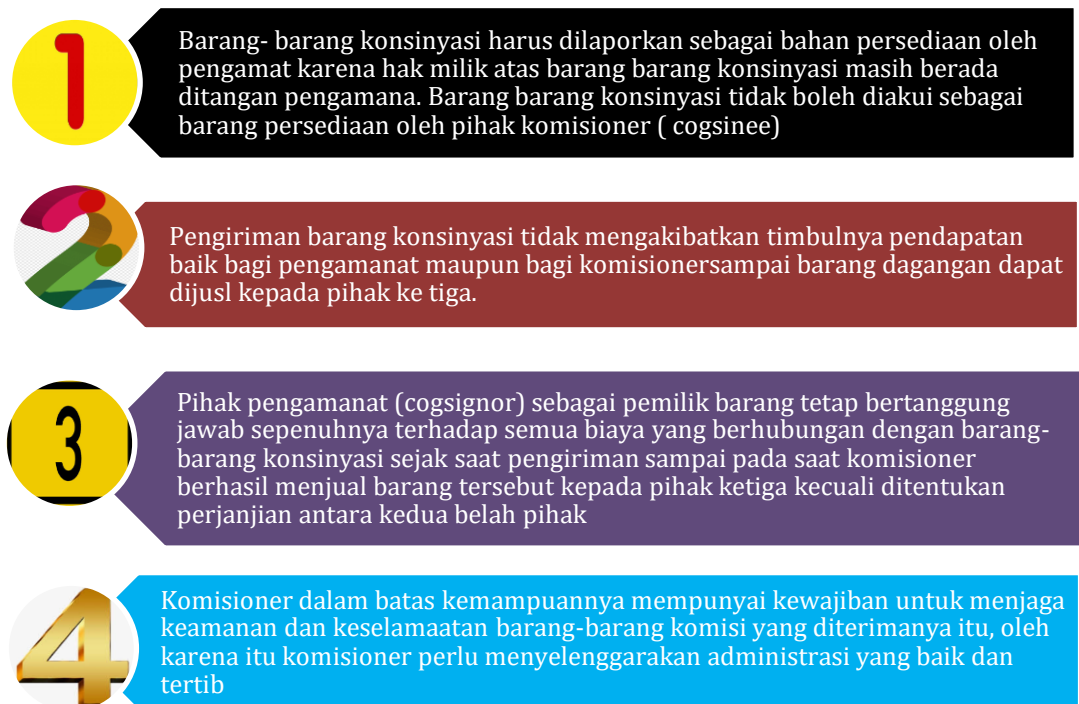 1
Barang- barang konsinyasi harus dilaporkan sebagai bahan persediaan oleh
pengamat karena hak milik atas barang barang konsinyasi masih berada
ditangan pengamana. Barang barang konsinyasi tidak boleh diakui sebagai
barang persediaan oleh pihak komisioner ( cogsinee)
2
Pengiriman barang konsinyasi tidak mengakibatkan timbulnya pendapatan
baik bagi pengamanat maupun bagi komisionersampai barang dagangan dapat
dijusl kepada pihak ke tiga.
3
Pihak pengamanat (cogsignor) sebagai pemilik barang tetap bertanggung
jawab sepenuhnya terhadap semua biaya yang berhubungan dengan barang-
barang konsinyasi sejak saat pengiriman sampai pada saat komisioner
berhasil menjual barang tersebut kepada pihak ketiga kecuali ditentukan
perjanjian antara kedua belah pihak
4
Komisioner dalam batas kemampuannya mempunyai kewajiban untuk menjaga
keamanan dan keselamaatan barang-barang komisi yang diterimanya itu, oleh
karena itu komisioner perlu menyelenggarakan administrasi yang baik dan
tertib